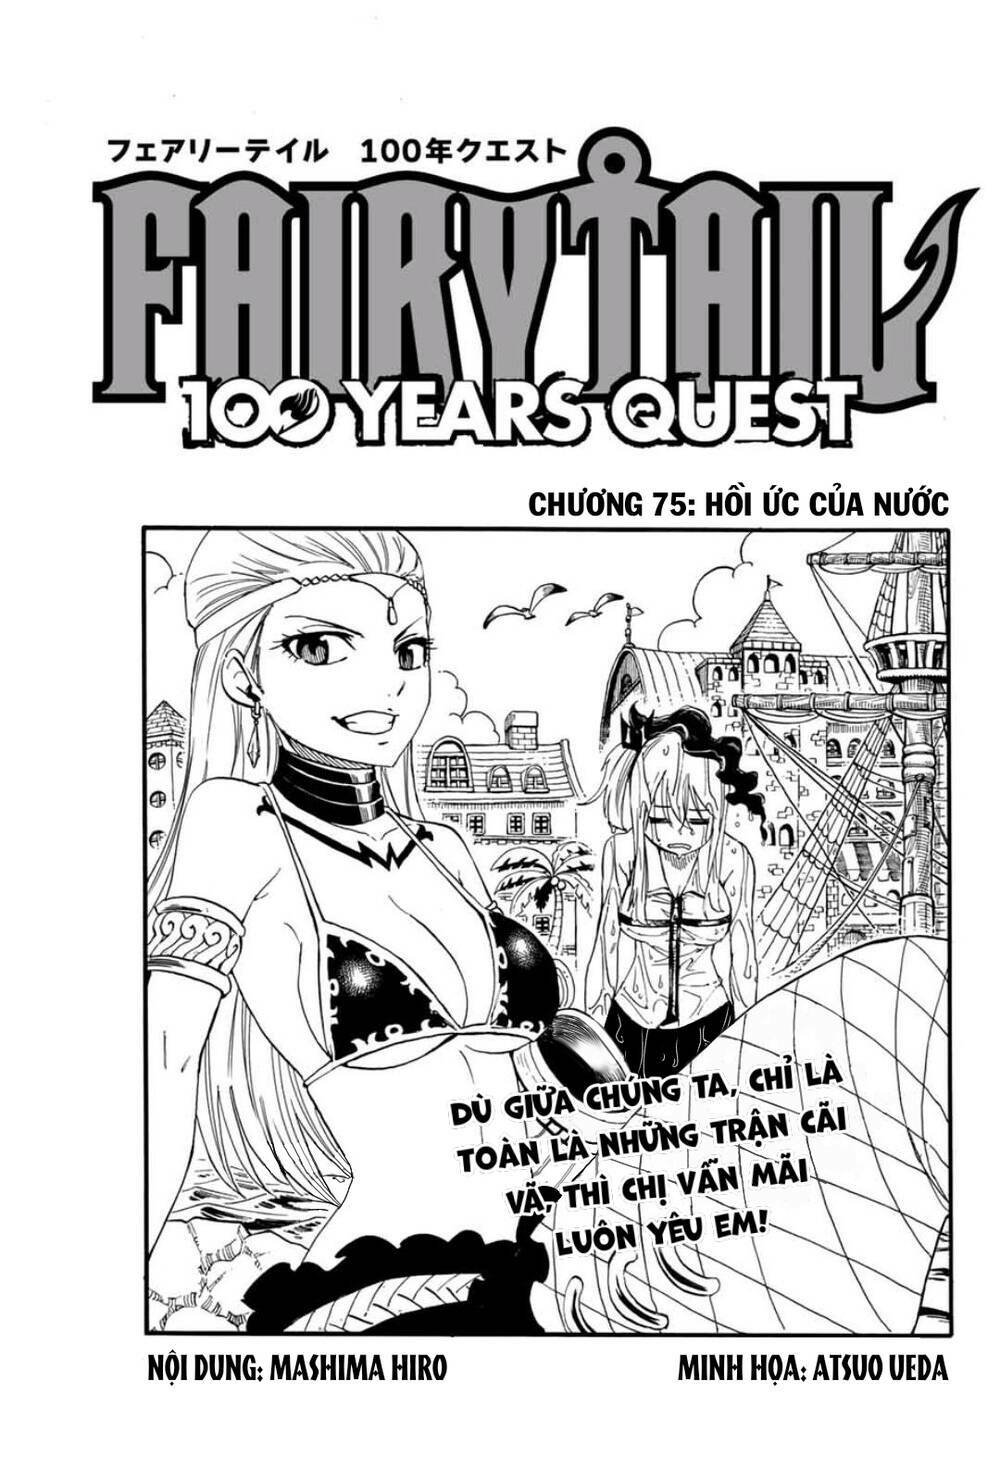 フェアリーテイル 100年クエスト
FAIRY TAIL
100 YEARS QUEST
CHƯƠNG 75: HỒI ỨC CỦA NƯỚC
DÙ GIỮA CHÚNG TA, CHỈ LÀ
TOÀN LÀ NHỮNG TRẬN CÃI
VÃ, THÌ CHỊ VẪN MÃI
LUÔN YÊU EM!
NỘI DUNG: MASHIMA HIRO
MINH HỌA: ATSUO UEDA